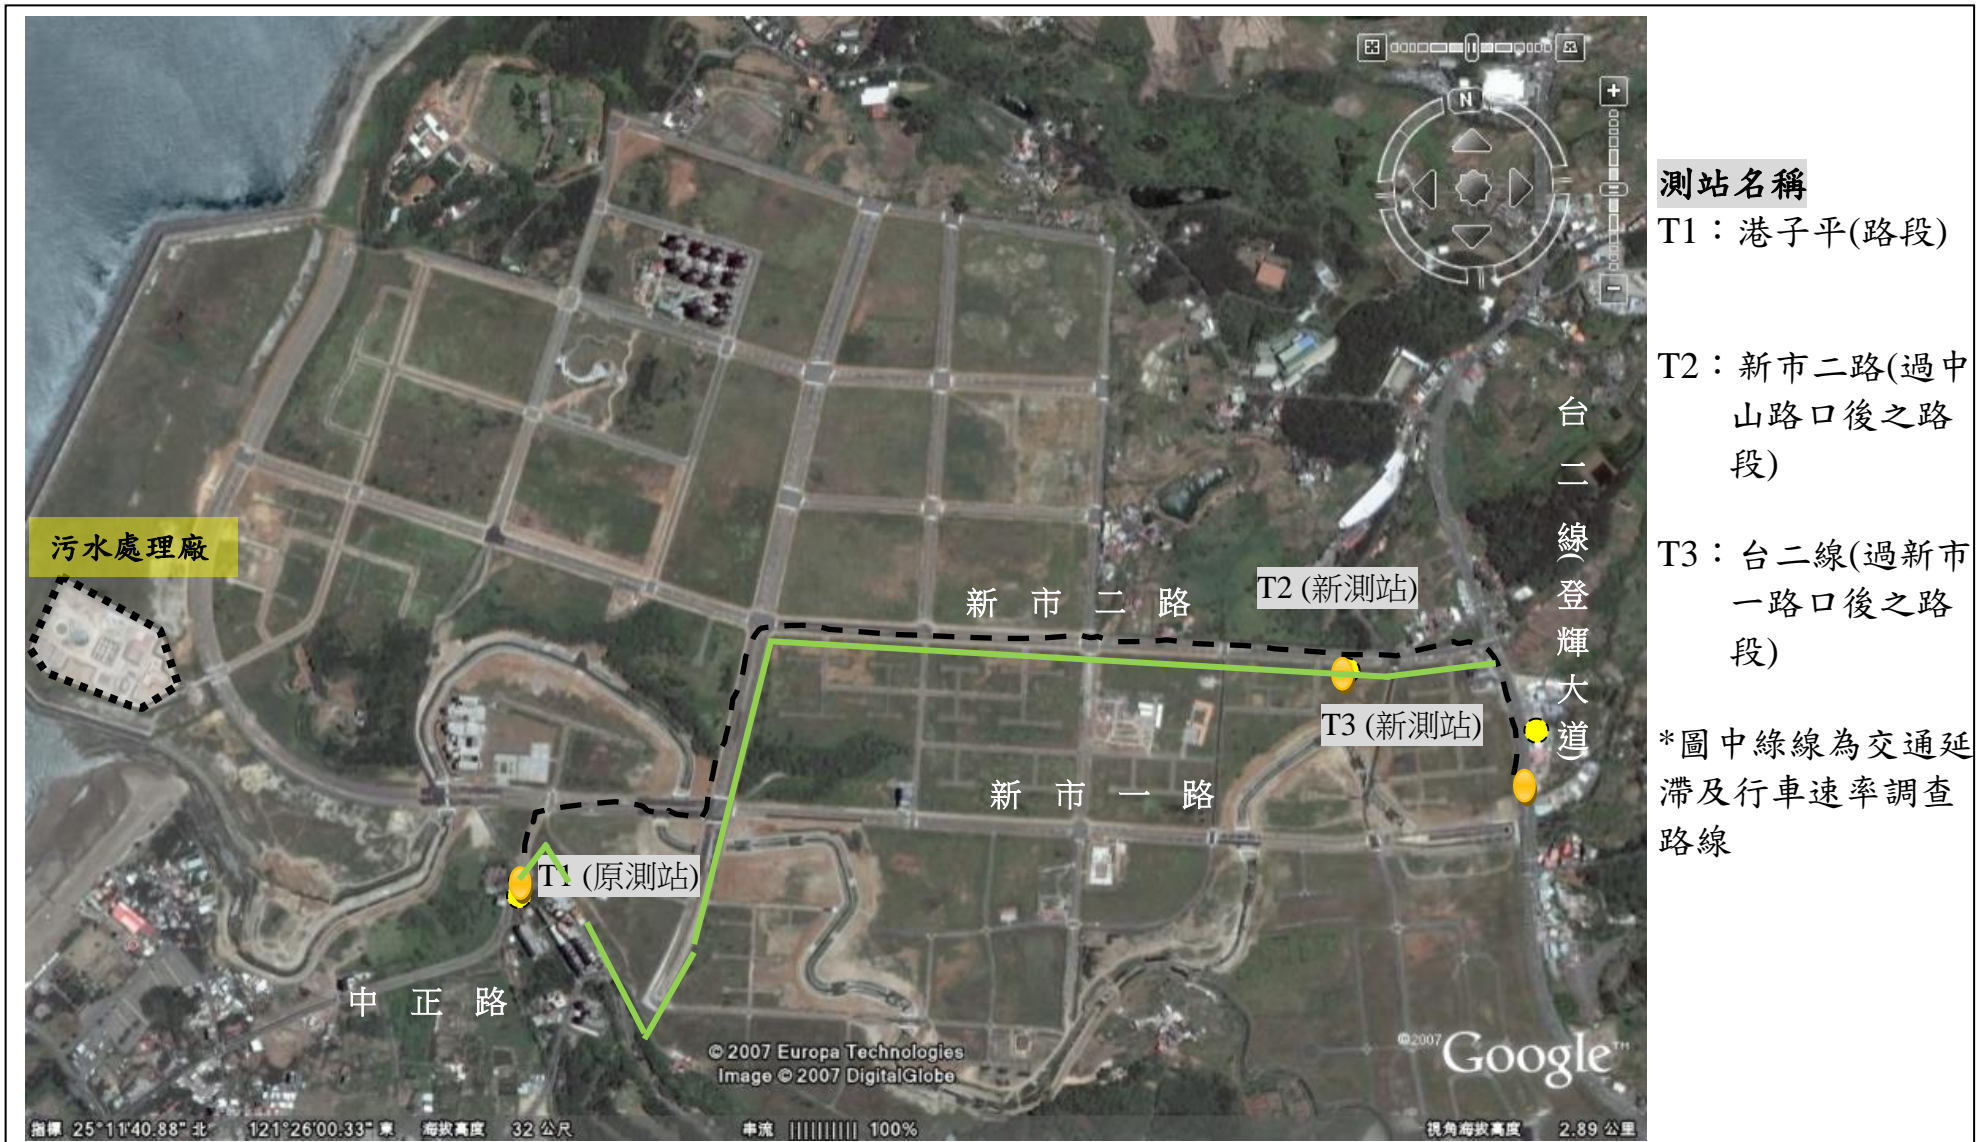 N
測站名稱
T1：港子平(路段)
T2：新市二路(過中
山路口後之路
段)
T3：台二線(過新市
一路口後之路
段)
*圖中綠線為交通延
滯及行車速率調查
路線
台二線(登輝大道)
污水處理廠
新市二路
T2 (新測站)
T3 (新測站)
新市一路
T1 (原測站)
中正路
© 2007 Europa Technologies
Image © 2007 DigitalGlobe
©2007 Google™
指標 25°11'40.88" 北 121°26'00.33" 東 海拔高度 32 公尺 串流 100% 視角海拔高度 2.89 公里